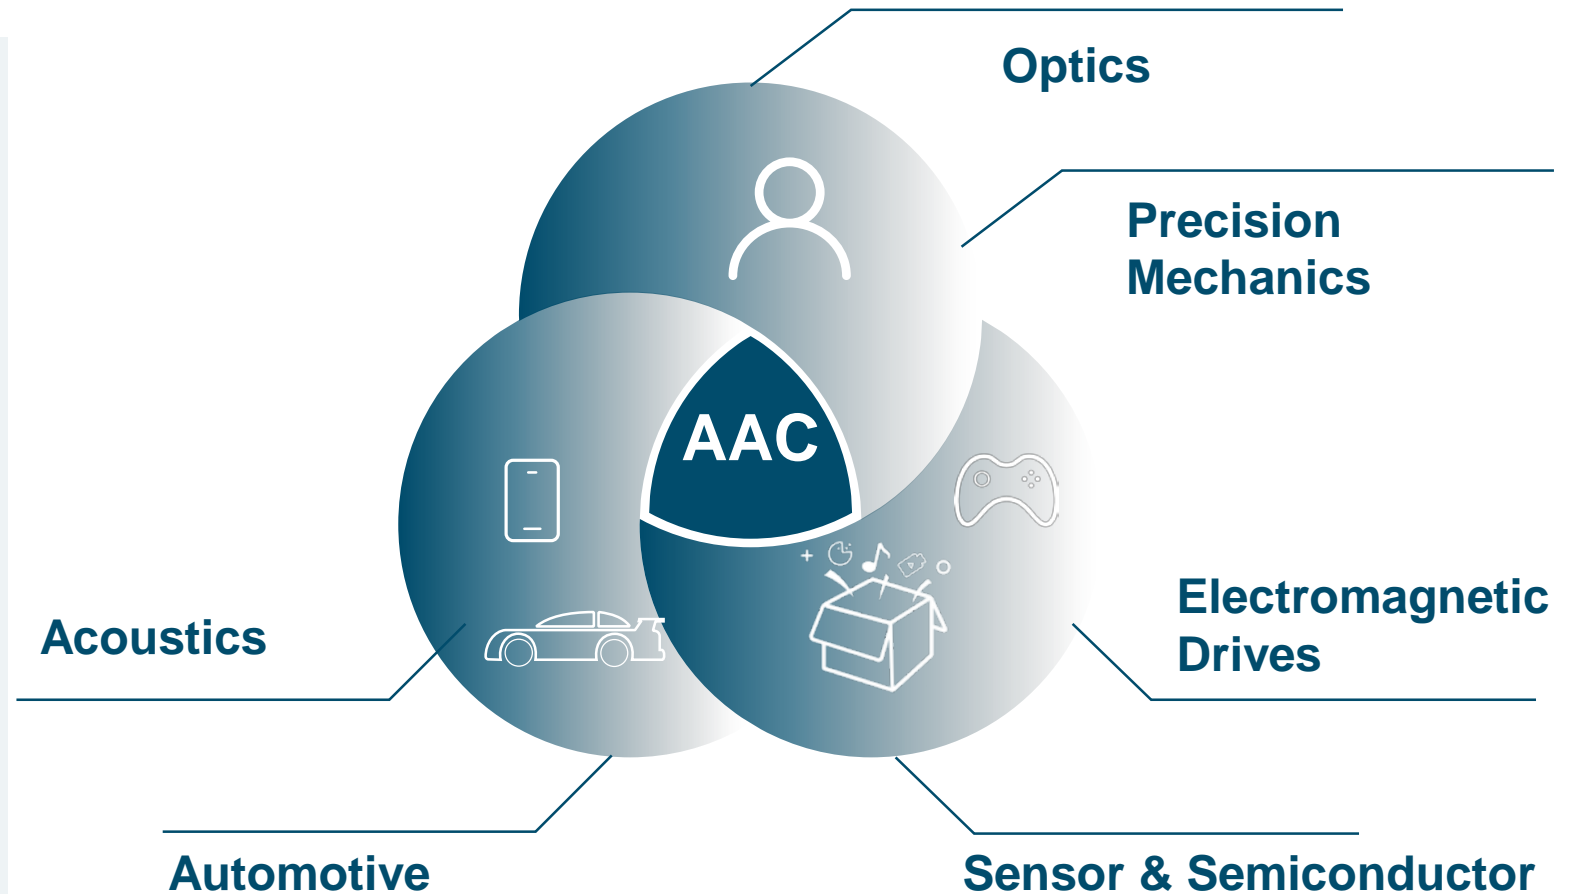 Optics
Precision
Mechanics
AAC
Electromagnetic
Drives
Acoustics
Automotive
Sensor & Semiconductor